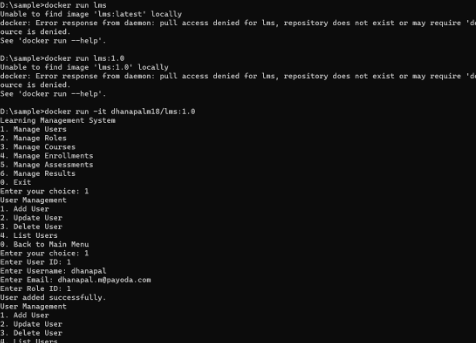 D:\sample>docker run lms
Unable to find image 'lms:latest' locally
docker: Error response from daemon: pull access denied for lms, repository does not exist or may require 'do
ource is denied.
See 'docker run --help'.
D:\sample>docker run lms:1.0
Unable to find image 'lms:1.0' locally
docker: Error response from daemon: pull access denied for lms, repository does not exist or may require 'do
ource is denied.
See 'docker run --help'.
D:\sample>docker run -it dhanapalm18/lms:1.0
Learning Management System
1. Manage Users
2. Manage Roles
3. Manage Courses
4. Manage Enrollments
5. Manage Assessments
6. Manage Results
0. Exit
Enter your choice: 1
User Management
1. Add User
2. Update User
3. Delete User
4. List Users
0. Back to Main Menu
Enter your choice: 1
Enter User ID: 1
Enter Username: dhanapal
Enter Email: dhanapal.m@payoda.com
Enter Role ID: 1
User added successfully.
User Management
1. Add User
2. Update User
3. Delete User
4. List Users